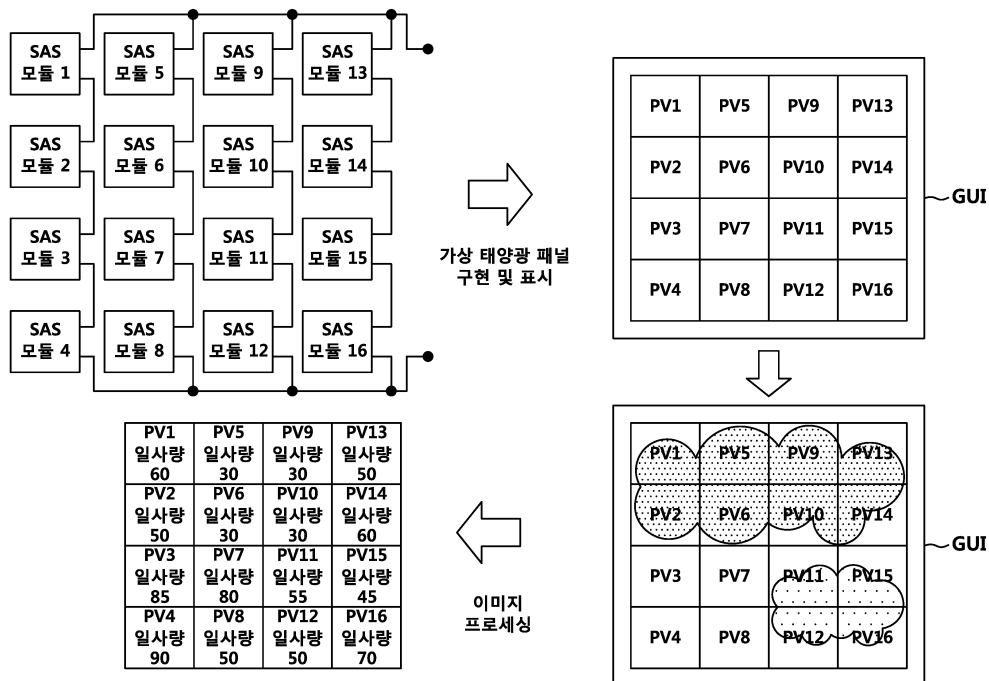 SAS
모듈 1
SAS
모듈 5
SAS
모듈 9
SAS
모듈 13
SAS
모듈 2
SAS
모듈 6
SAS
모듈 10
SAS
모듈 14
SAS
모듈 3
SAS
모듈 7
SAS
모듈 11
SAS
모듈 15
SAS
모듈 4
SAS
모듈 8
SAS
모듈 12
SAS
모듈 16
가상 태양광 패널
구현 및 표시
PV1 PV5 PV9 PV13
PV2 PV6 PV10 PV14
PV3 PV7 PV11 PV15
PV4 PV8 PV12 PV16
GUI
PV1 PV5 PV9 PV13
PV2 PV6 PV10 PV14
PV3 PV7 PV11 PV15
PV4 PV8 PV12 PV16
GUI
이미지
프로세싱
PV1 PV5 PV9 PV13
일사량 일사량 일사량 일사량
60 30 30 50
PV2 PV6 PV10 PV14
일사량 일사량 일사량 일사량
50 30 30 60
PV3 PV7 PV11 PV15
일사량 일사량 일사량 일사량
85 80 55 45
PV4 PV8 PV12 PV16
일사량 일사량 일사량 일사량
90 50 50 70